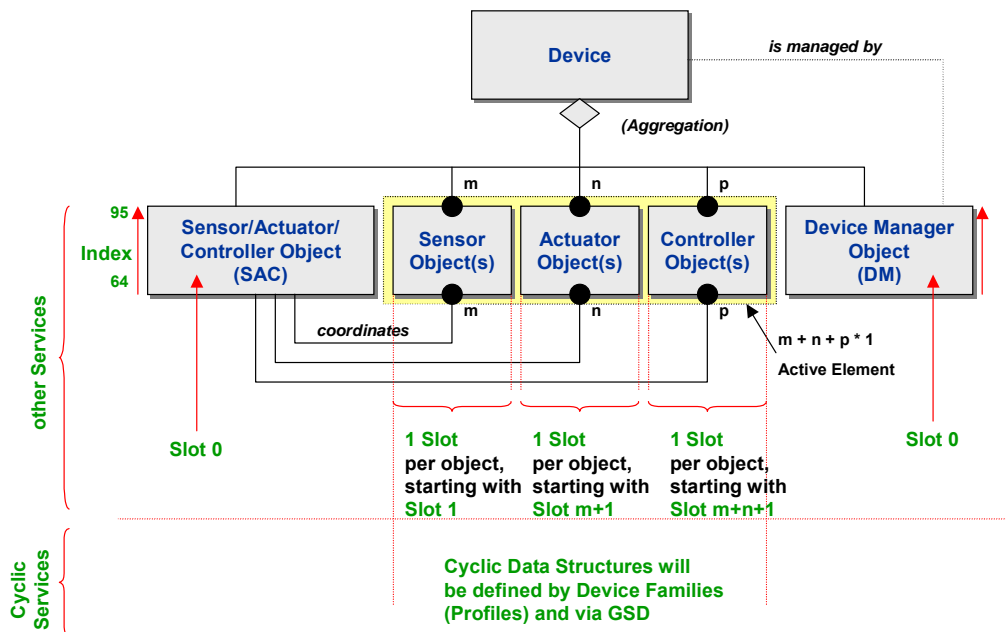 Device
is managed by
(Aggregation)
m
n
p
95
Index
64
Sensor/Actuator/
Controller Object
(SAC)
Sensor
Object(s)
Actuator
Object(s)
Controller
Object(s)
Device Manager
Object
(DM)
m
n
p
coordinates
m + n + p * 1
Active Element
other Services
Slot 0
1 Slot
per object,
starting with
Slot 1
1 Slot
per object,
starting with
Slot m+1
1 Slot
per object,
starting with
Slot m+n+1
Slot 0
Cyclic
Services
Cyclic Data Structures will
be defined by Device Families
(Profiles) and via GSD